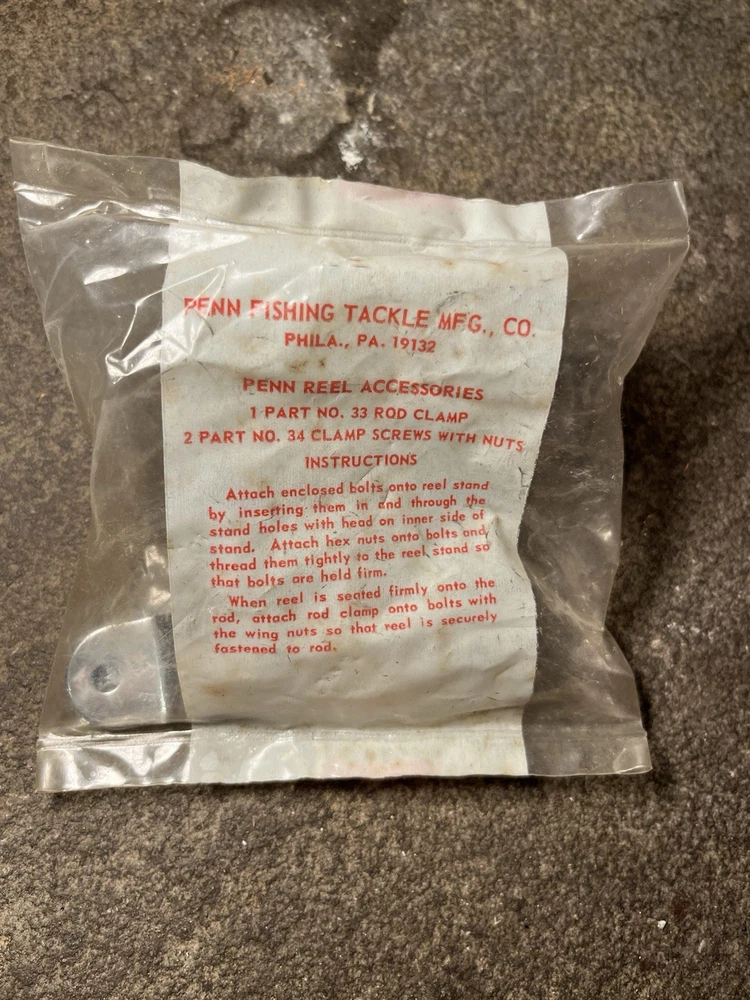 PENN FISHING TACKLE MFG., CO.
PHILA., PA. 19132
PENN REEL ACCESSORIES
1 PART NO. 33 ROD CLAMP
2 PART NO. 34 CLAMP SCREWS WITH NUTS
INSTRUCTIONS
Attach enclosed bolts onto reel stand
by inserting them in and through the
stand holes with head on inner side of
stand. Attach hex nuts onto bolts and
thread them tightly to the reel stand so
that bolts are held firm.
When reel is seated firmly onto the
rod, attach rod clamp onto bolts with
the wing nuts so that reel is securely
fastened to rod.